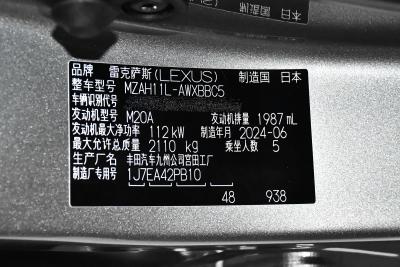 品牌 雷克萨斯(LEXUS) 制造国 日本
整车型号 MZAH11L-AWXBBC5
车辆识别代号
发动机型号 M20A 发动机排量 1987 mL
发动机最大净功率 112 kW 制造年月 2024-06
最大允许总质量 2110 kg 乘坐人数 5
生产厂名 丰田汽车九州公司宫田工厂
制造厂专用号 1J7EA42PB10
48 938